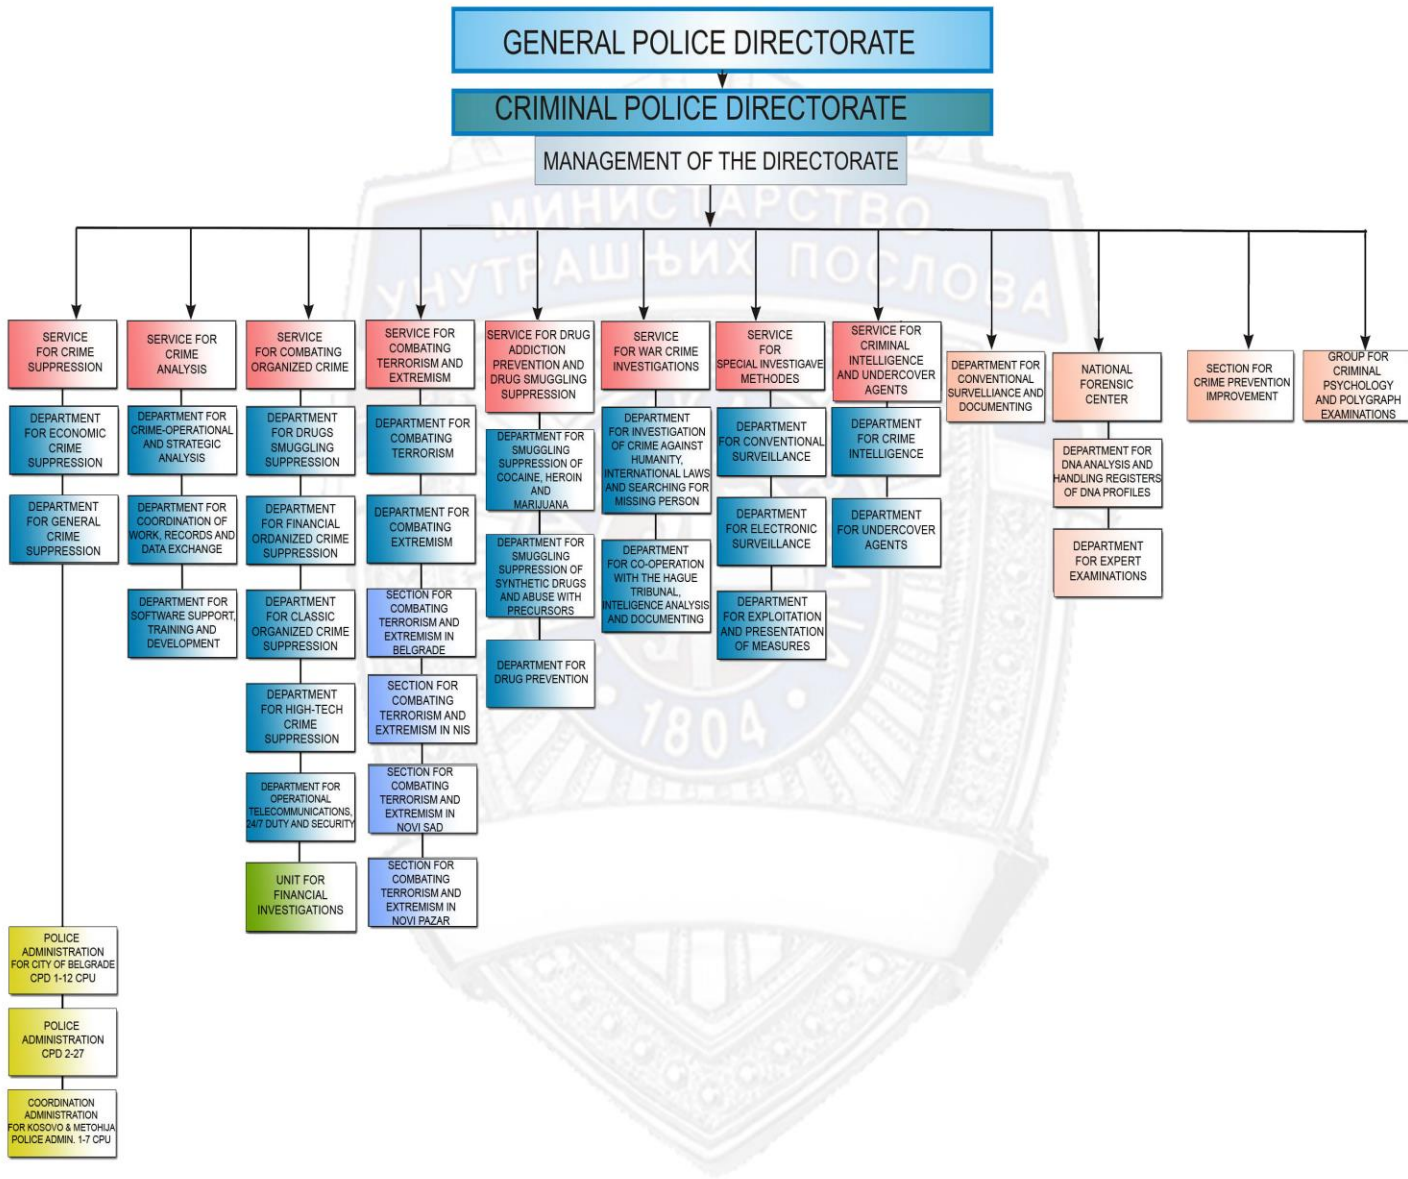 GENERAL POLICE DIRECTORATE
CRIMINAL POLICE DIRECTORATE
MANAGEMENT OF THE DIRECTORATE
МИНИСТАРСТВО
УНУТРАШЊИХ ПОСЛОВА
1804
SERVICE
FOR CRIME
SUPPRESSION
DEPARTMENT
FOR ECONOMIC
CRIME
SUPPRESSION
DEPARTMENT
FOR GENERAL
CRIME
SUPPRESSION
POLICE
ADMINISTRATION
FOR CITY OF BELGRADE
CPD 1-12 CPU
POLICE
ADMINISTRATION
CPD 2-27
COORDINATION
ADMINISTRATION
FOR KOSOVO & METOHIJA
POLICE ADMIN. 1-7 CPU
SERVICE FOR
CRIME
ANALYSIS
DEPARTMENT FOR
CRIME-OPERATIONAL
AND STRATEGIC
ANALYSIS
DEPARTMENT FOR
COORDINATION OF
WORK, RECORDS AND
DATA EXCHANGE
DEPARTMENT FOR
SOFTWARE SUPPORT,
TRAINING AND
DEVELOPMENT
SERVICE
FOR COMBATING
ORGANIZED CRIME
DEPARTMENT
FOR DRUGS
SMUGGLING
SUPPRESSION
DEPARTMENT
FOR FINANCIAL
ORDANIZED CRIME
SUPPRESSION
DEPARTMENT
FOR CLASSIC
ORGANIZED CRIME
SUPPRESSION
DEPARTMENT
FOR HIGH-TECH
CRIME
SUPPRESSION
DEPARTMENT FOR
OPERATIONAL
TELECOMMUNICATIONS,
24/7 DUTY AND SECURITY
UNIT FOR
FINANCIAL
INVESTIGATIONS
SERVICE FOR
COMBATING
TERRORISM AND
EXTREMISM
DEPARTMENT FOR
COMBATING
TERRORISM
DEPARTMENT FOR
COMBATING
EXTREMISM
SECTION FOR
COMBATING
TERRORISM AND
EXTREMISM IN
BELGRADE
SECTION FOR
COMBATING
TERRORISM AND
EXTREMISM IN NIS
SECTION FOR
COMBATING
TERRORISM AND
EXTREMISM IN
NOVI SAD
SECTION FOR
COMBATING
TERRORISM AND
EXTREMISM IN
NOVI PAZAR
SERVICE FOR DRUG
ADDICTION
PREVENTION AND
DRUG SMUGGLING
SUPPRESSION
DEPARTMENT FOR
SMUGGLING
SUPPRESSION OF
COCAINE, HEROIN
AND
MARIJUANA
DEPARTMENT FOR
SMUGGLING
SUPPRESSION OF
SYNTHETIC DRUGS
AND ABUSE WITH
PRECURSORS
DEPARTMENT FOR
DRUG PREVENTION
SERVICE
FOR WAR CRIME
INVESTIGATIONS
DEPARTMENT
FOR INVESTIGATION
OF CRIME AGAINST
HUMANITY,
INTERNATIONAL LAWS
AND SEARCHING FOR
MISSING PERSON
DEPARTMENT
FOR CO-OPERATION
WITH THE HAGUE
TRIBUNAL,
INTELIGENCE ANALYSIS
AND DOCUMENTING
SERVICE
FOR
SPECIAL INVESTIGAVE
METHODES
DEPARTMENT
FOR CONVENTIONAL
SURVEILLANCE
DEPARTMENT
FOR ELECTRONIC
SURVEILLANCE
DEPARTMENT
FOR EXPLOITATION
AND PRESENTATION
OF MEASURES
SERVICE FOR
CRIMINAL
INTELLIGENCE
AND UNDERCOVER
AGENTS
DEPARTMENT
FOR CRIME
INTELLIGENCE
DEPARTMENT
FOR UNDERCOVER
AGENTS
DEPARTMENT FOR
CONVENTIONAL
SURVELLIANCE AND
DOCUMENTING
NATIONAL
FORENSIC
CENTER
DEPARTMENT FOR
DNA ANALYSIS AND
HANDLING REGISTERS
OF DNA PROFILES
DEPARTMENT
FOR EXPERT
EXAMINATIONS
SECTION FOR
CRIME PREVENTION
IMPROVEMENT
GROUP FOR
CRIMINAL
PSYCHOLOGY
AND POLYGRAPH
EXAMINATIONS